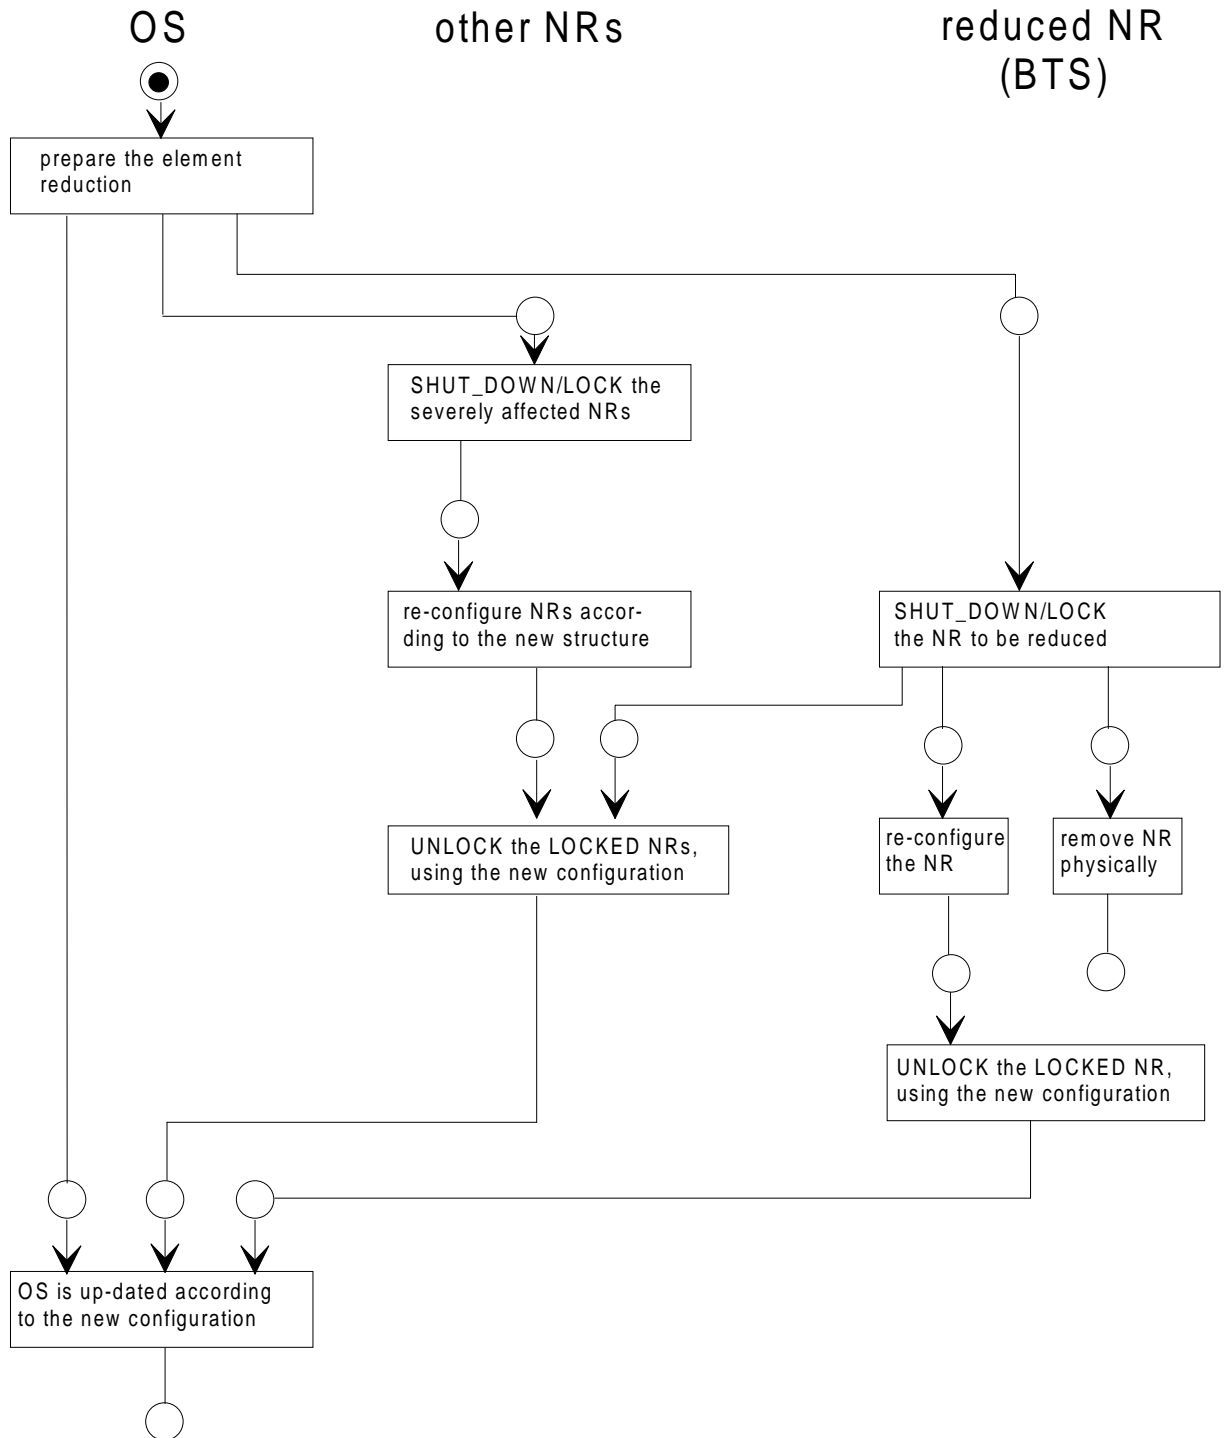 OS
other NRs
reduced NR
(BTS)
prepare the element
reduction
SHUT_DOWN/LOCK the
severely affected NRs
re-configure NRs accor-
ding to the new structure
SHUT_DOWN/LOCK
the NR to be reduced
UNLOCK the LOCKED NRs,
using the new configuration
re-configure
the NR
remove NR
physically
UNLOCK the LOCKED NR,
using the new configuration
OS is up-dated according
to the new configuration